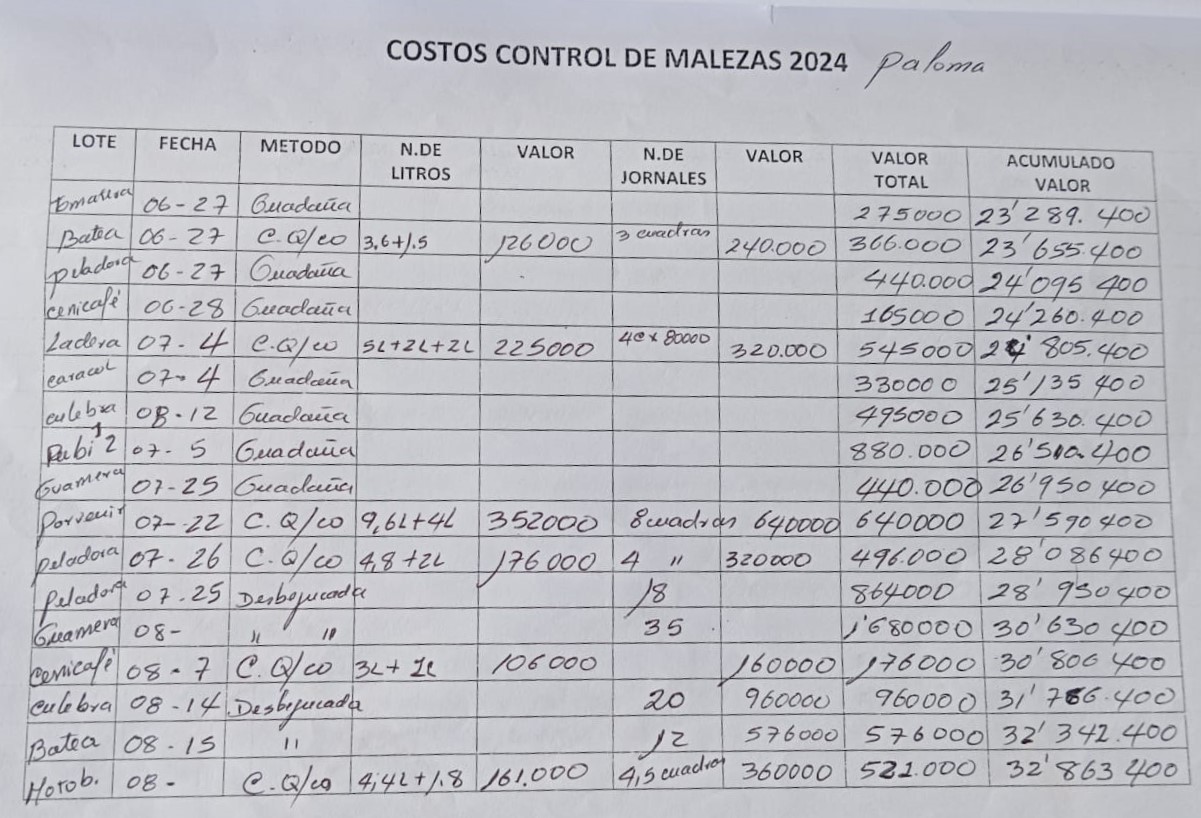 COSTOS CONTROL DE MALEZAS 2024 Paloma
LOTE FECHA METODO N.DE LITROS VALOR N.DE JORNALES VALOR VALOR TOTAL ACUMULADO VALOR
06-27 Guadaña 275000 23'289.400
Batea 06-27 C.Q/co 3,6+1.5 126000 3 cuadras 240.000 366.000 23'655.400
peladora 06-27 Guadaña 440.000 24'095 400
cenicafé 06-28 Guadaña 165000 24'260.400
Ladera 07-4 C.Q/co 5L+2L+2L 225000 4c x 80000 320.000 545000 24'805.400
caracol 07-4 Guadaña 330000 25'135 400
culebra 08-12 Guadaña 495000 25'630.400
Rubi 1 2 07-5 Guadaña 880.000 26'510.400
Guamera 07-25 Guadaña 440.000 26'950 400
Porvenir 07-22 C.Q/co 9,6L+4L 352000 8 cuadras 640000 640000 27'590 400
peladora 07-26 C.Q/co 4,8+2L 176000 4 " 320000 496.000 28'086400
Peladora 07.25 Desbejucada 18 864000 28'950 400
Guamera 08- " " 35 1'680000 30'630 400
Cenicafé 08-7 C.Q/co 3L+1L 106000 160000 176000 30'806 400
culebra 08-14 Desbejucada 20 960000 960000 31'766.400
Batea 08-15 " 12 576000 576000 32'342.400
Horob. 08- C.Q/co 4,4L+1.8 161.000 4,5 cuadras 360000 521.000 32'863 400